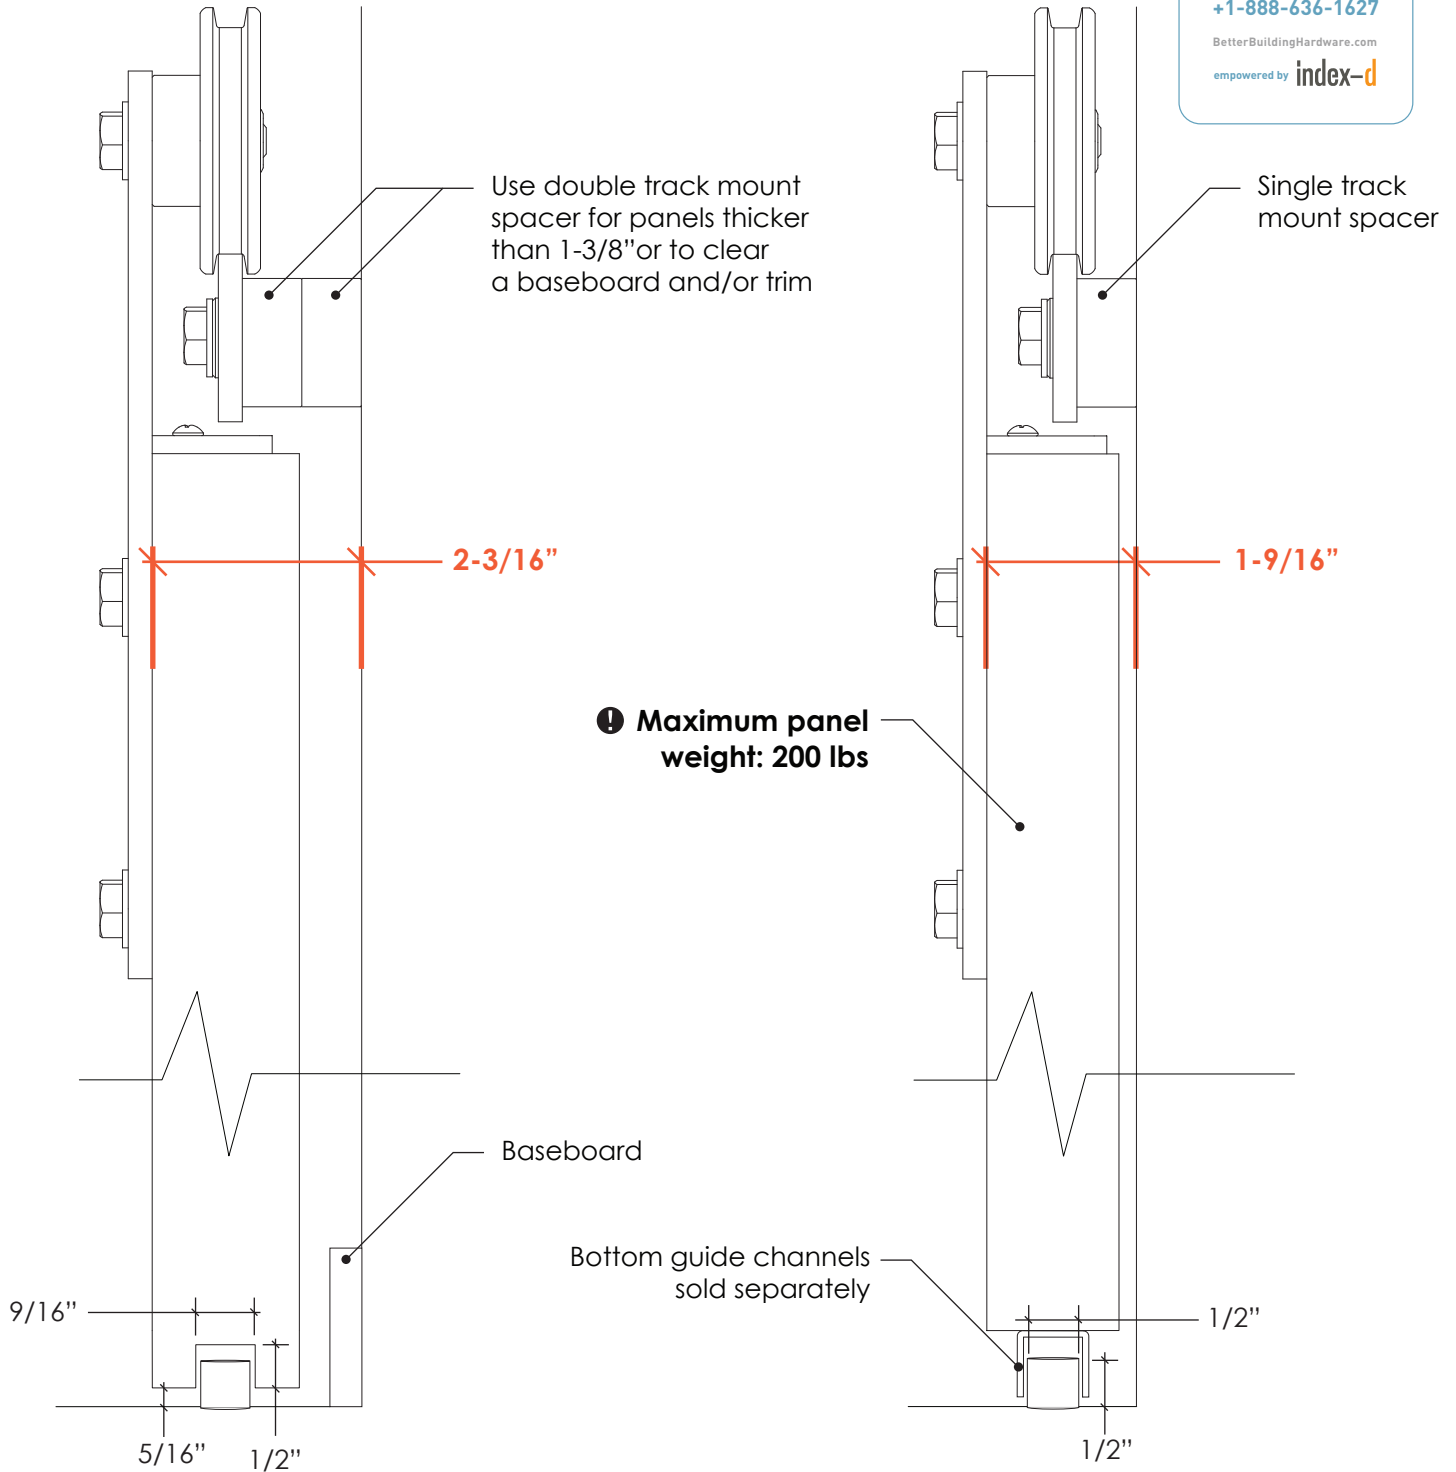 +1-888-636-1627
BetterBuildingHardware.com
empowered by index-d
Use double track mount
spacer for panels thicker
than 1-3/8”or to clear
a baseboard and/or trim
Single track
mount spacer
2-3/16”
1-9/16”
Maximum panel
weight: 200 lbs
Baseboard
Bottom guide channels
sold separately
9/16”
1/2”
5/16”
1/2”
1/2”